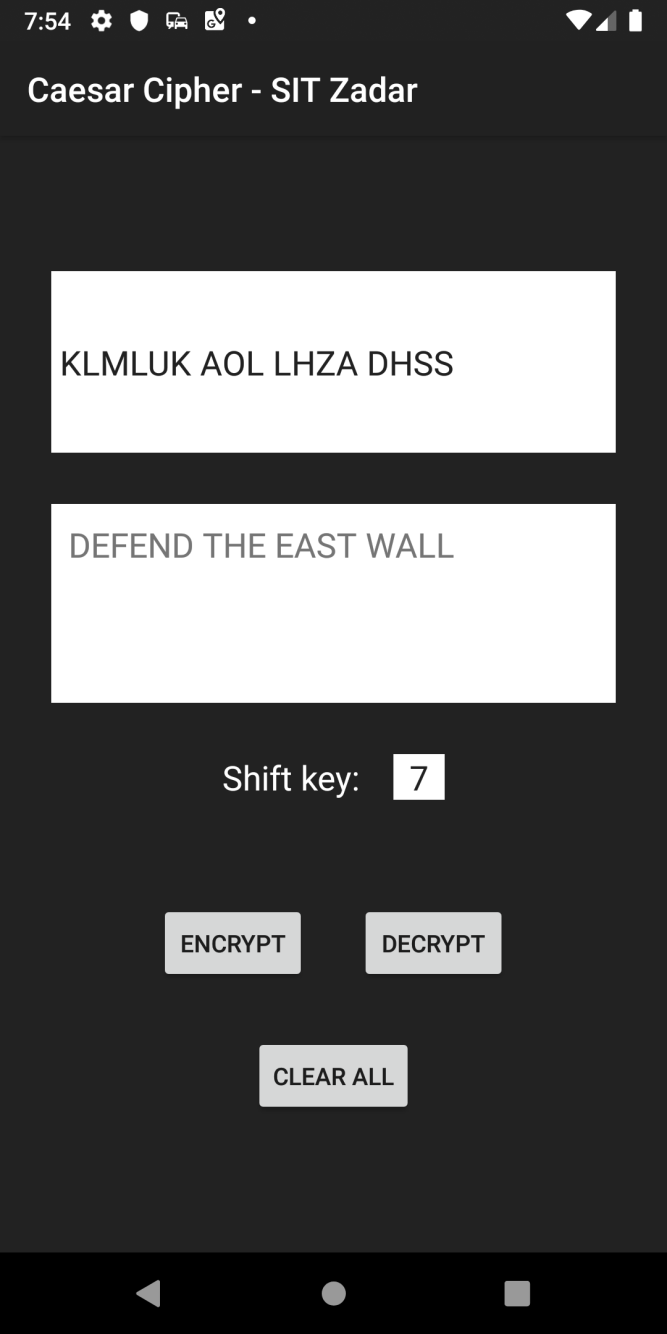 7:54
Caesar Cipher - SIT Zadar
KLMLUK AOL LHZA DHSS
DEFEND THE EAST WALL
Shift key: 7
ENCRYPT DECRYPT
CLEAR ALL